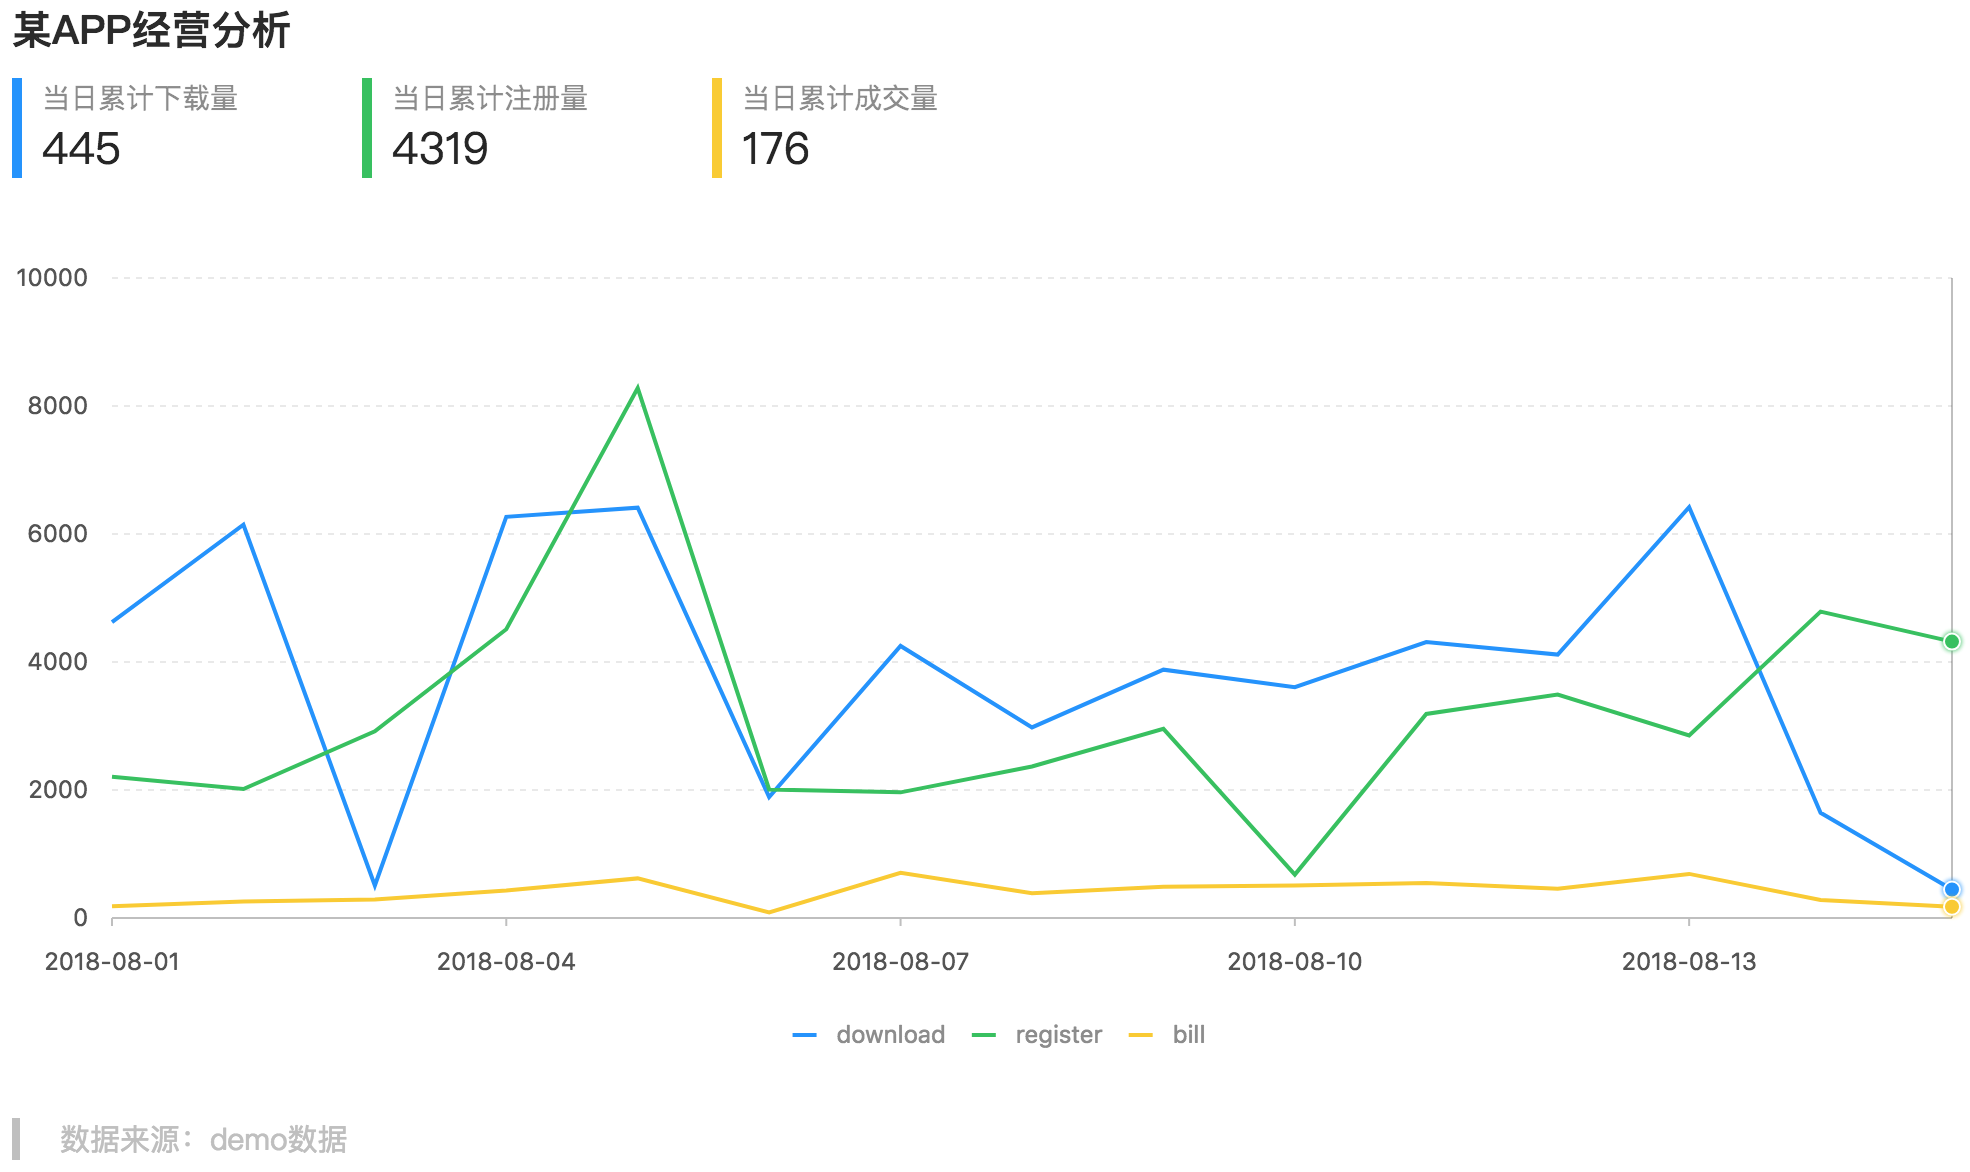 某APP经营分析
当日累计下载量 当日累计注册量 当日累计成交量
445 4319 176
10000
8000
6000
4000
2000
0
2018-08-01 2018-08-04 2018-08-07 2018-08-10 2018-08-13
download register bill
数据来源：demo数据